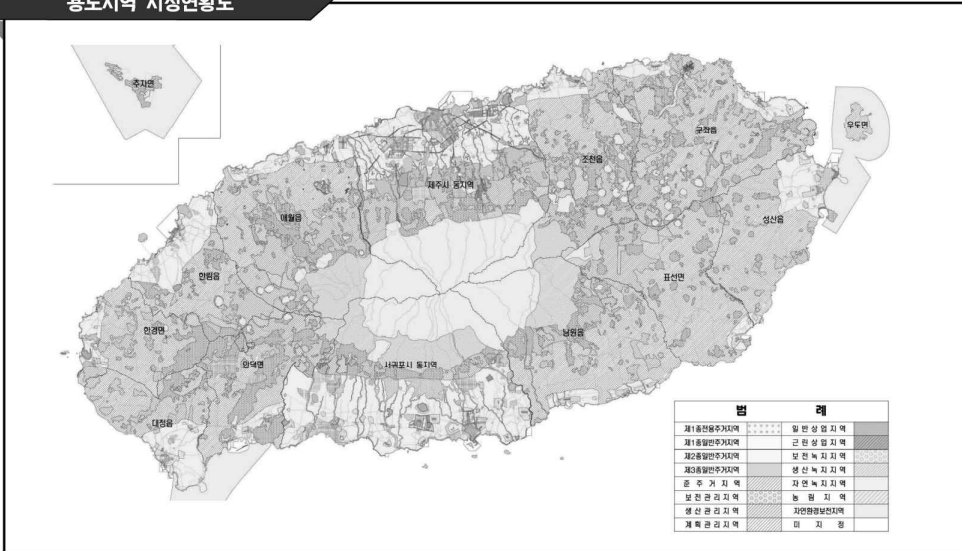 용도지역 지정현황도
추자면
우도면
구좌읍
조천읍
제주시 동지역
성산읍
애월읍
표선면
한림읍
남원읍
한경면
안덕면
서귀포시 동지역
대정읍
범 례
제1종전용주거지역 일 반 상 업 지 역
제1종일반주거지역 근 린 상 업 지 역
제2종일반주거지역 보 전 녹 지 지 역
제3종일반주거지역 생 산 녹 지 지 역
준 주 거 지 역 자 연 녹 지 지 역
보 전 관 리 지 역 농 림 지 역
생 산 관 리 지 역 자연환경보전지역
계 획 관 리 지 역 미 지 정